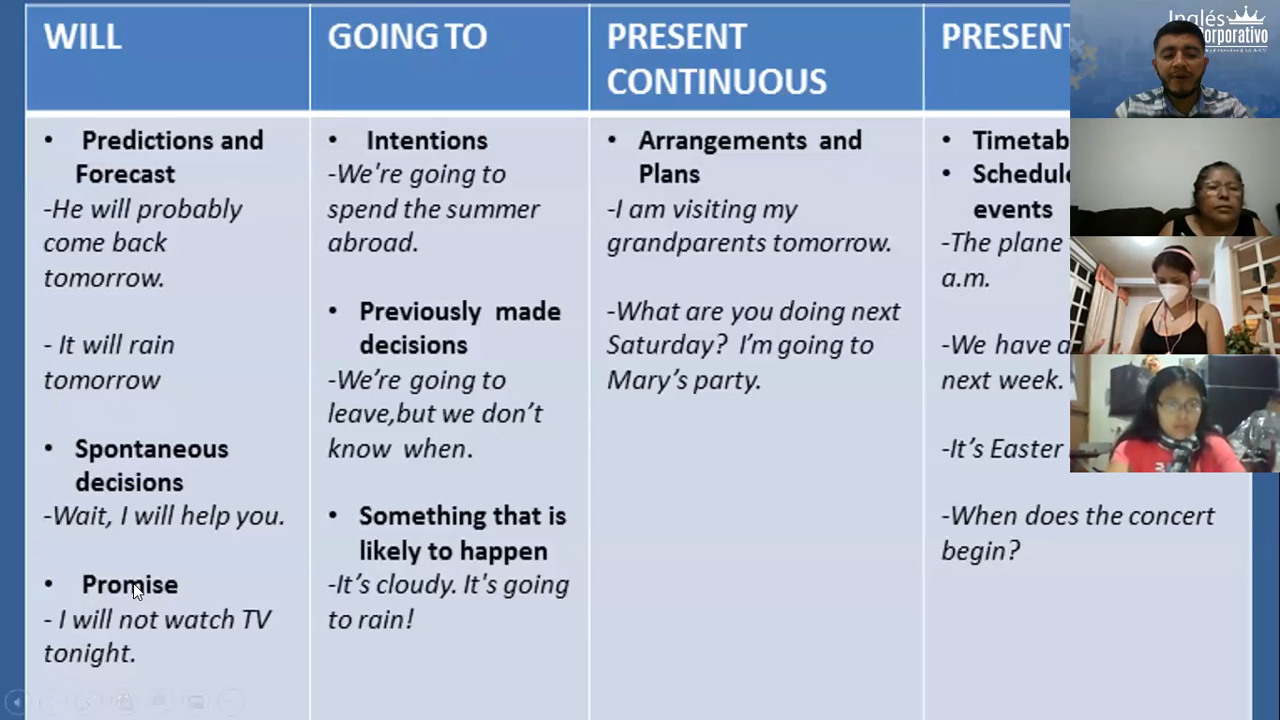 WILL
Predictions and
Forecast
-He will probably
come back
tomorrow.
- It will rain
tomorrow
Spontaneous
decisions
-Wait, I will help you.
Promise
- I will not watch TV
tonight.
GOING TO
Intentions
-We're going to
spend the summer
abroad.
Previously made
decisions
-We’re going to
leave,but we don’t
know when.
Something that is
likely to happen
-It’s cloudy. It's going
to rain!
PRESENT
CONTINUOUS
Arrangements and
Plans
-I am visiting my
grandparents tomorrow.
-What are you doing next
Saturday? I’m going to
Mary’s party.
PRESENT
events
-The plane
a.m.
-We have
next week.
-It’s Easter
-When does the concert
begin?
Inglés